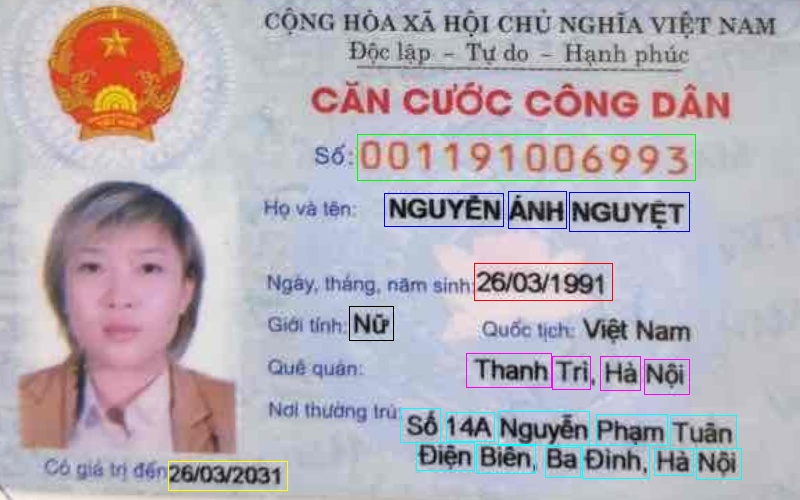 CỘNG HÒA XÃ HỘI CHỦ NGHĨA VIỆT NAM
Độc lập - Tự do - Hạnh phúc
CĂN CƯỚC CÔNG DÂN
Số: 001191006993
Họ và tên: NGUYỄN ÁNH NGUYỆT
Ngày, tháng, năm sinh: 26/03/1991
Giới tính: Nữ Quốc tịch: Việt Nam
Quê quán: Thanh Trì, Hà Nội
Nơi thường trú: Số 14A Nguyễn Phạm Tuân
Điện Biên, Ba Đình, Hà Nội
Có giá trị đến 26/03/2031